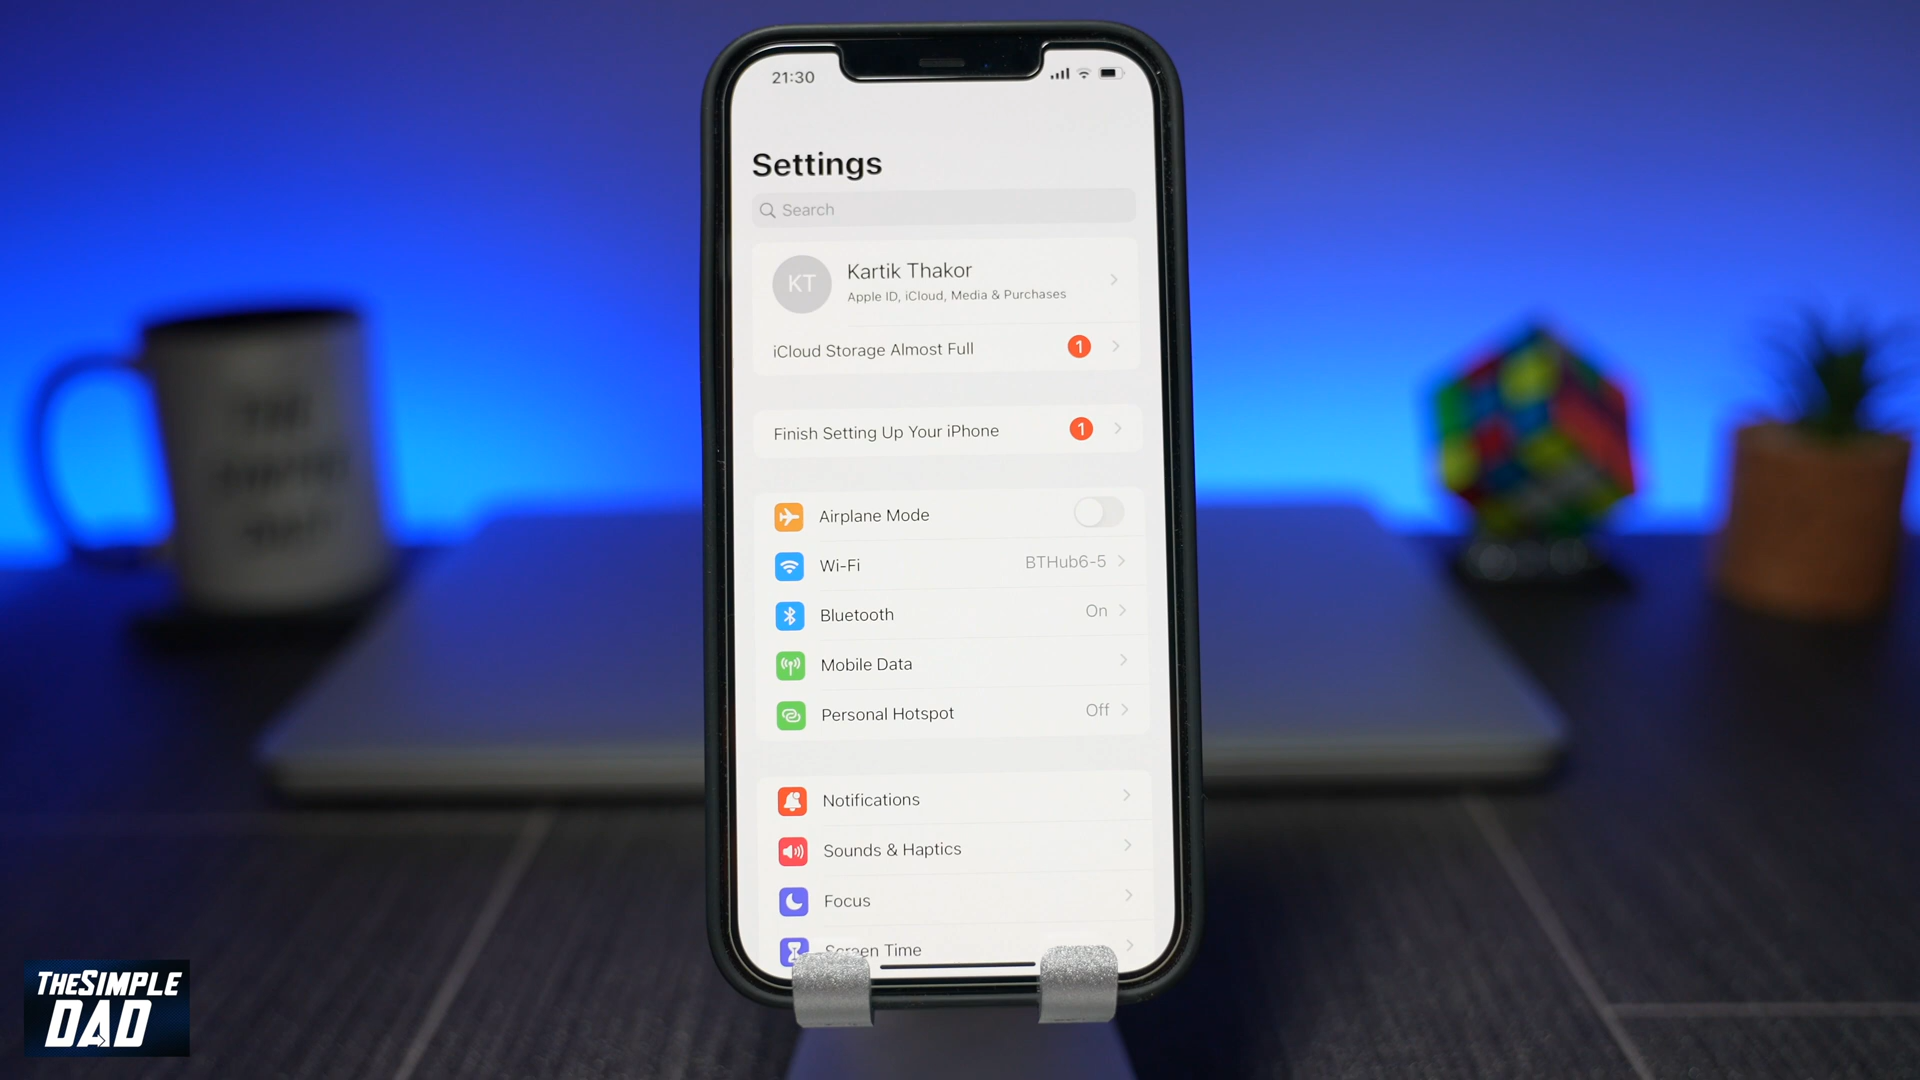 21:30
Settings
Search
KT
Kartik Thakor
Apple ID, iCloud, Media & Purchases
iCloud Storage Almost Full 1
Finish Setting Up Your iPhone 1
Airplane Mode
Wi-Fi BTHub6-5
Bluetooth On
Mobile Data
Personal Hotspot Off
Notifications
Sounds & Haptics
Focus
Screen Time
THE SIMPLE
DAD